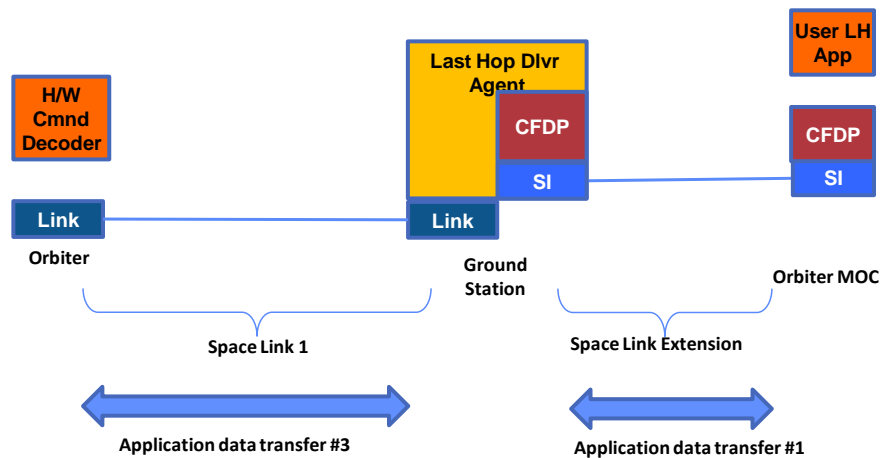 User LH
App
Last Hop Dlvr
Agent
H/W
Cmnd
Decoder
CFDP
CFDP
SI
SI
Link
Link
Orbiter
Ground
Station
Orbiter MOC
Space Link 1
Space Link Extension
Application data transfer #3
Application data transfer #1